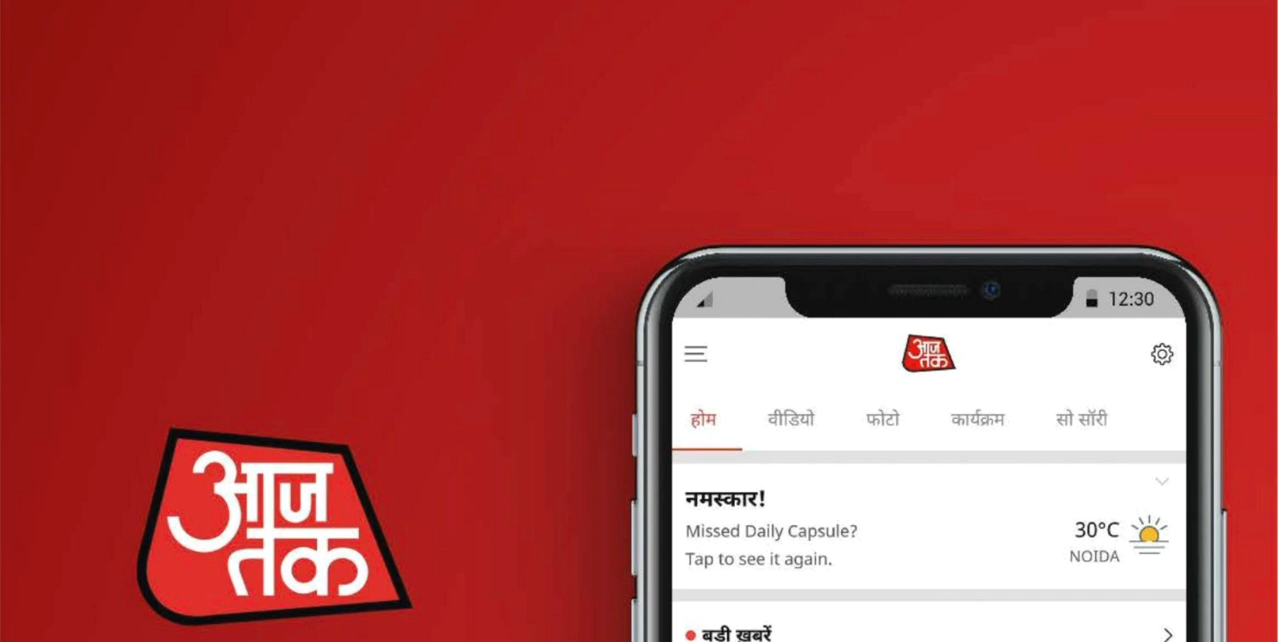 12:30
आज
तक
होम वीडियो फोटो कार्यक्रम सो सॉरी
आज
तक
नमस्कार!
Missed Daily Capsule?
Tap to see it again.
30°C
NOIDA
बड़ी ख़बरें